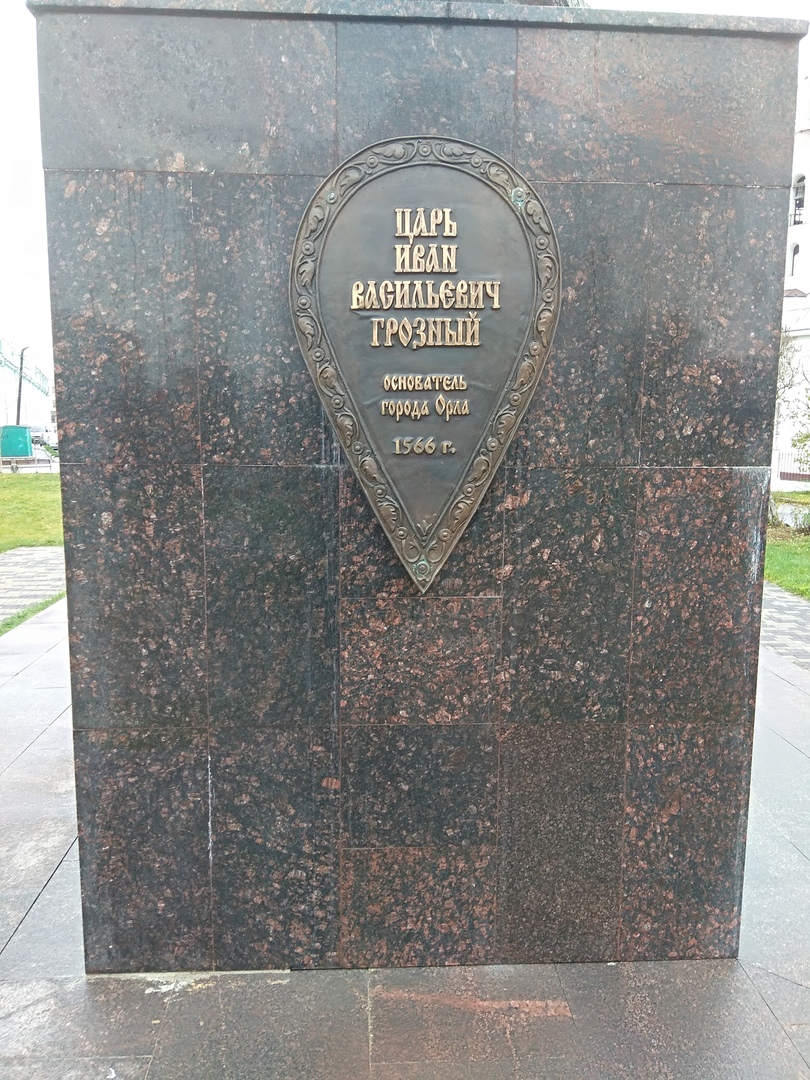 ЦАРЬ
ИВАН
ВАСИЛЬЕВИЧ
ГРОЗНЫЙ
основатель
города Орла
1566 г.